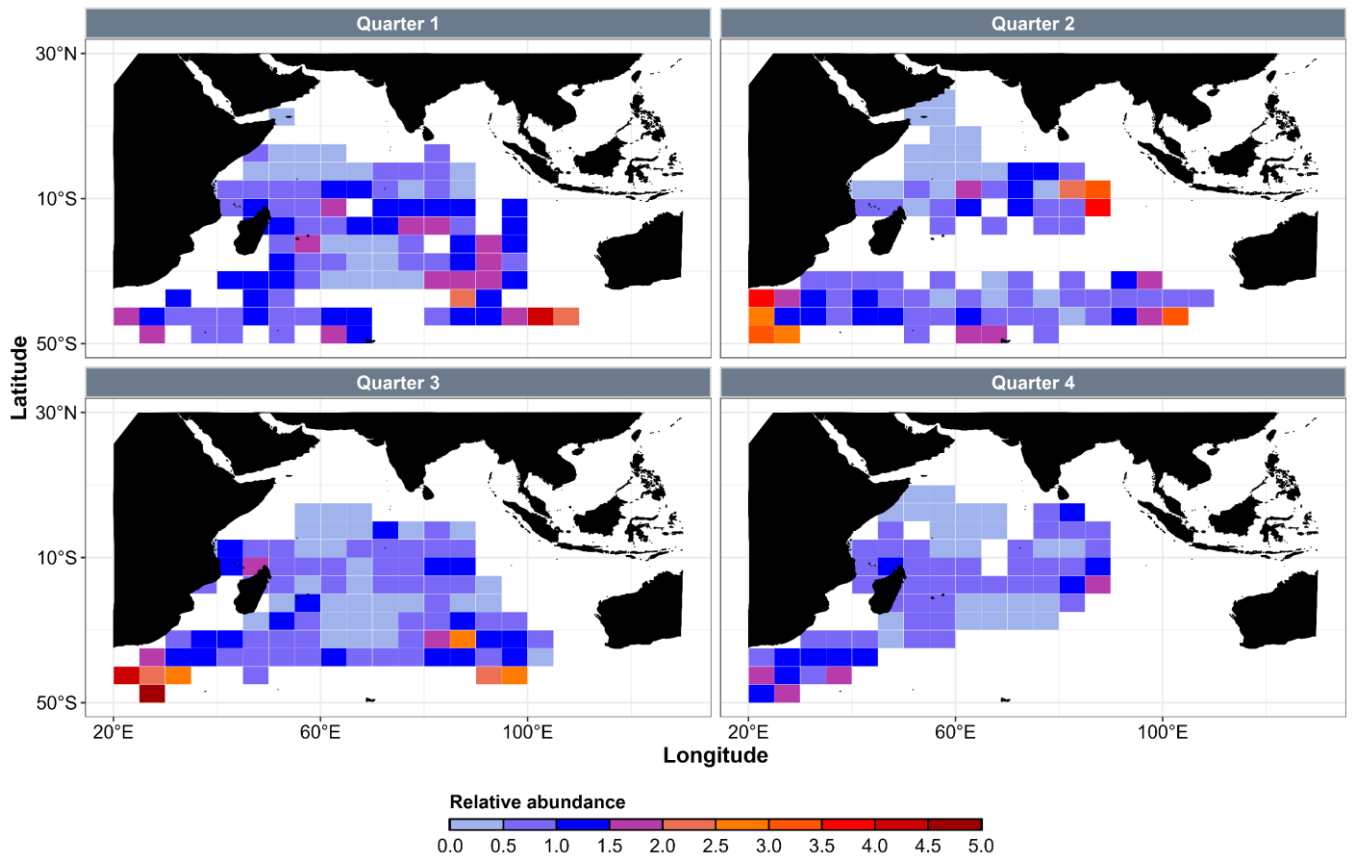 Quarter 1
Quarter 2
30°N
10°S
50°S
Latitude
Quarter 3
Quarter 4
30°N
10°S
50°S
20°E 60°E 100°E 20°E 60°E 100°E
Longitude
Relative abundance
0.0 0.5 1.0 1.5 2.0 2.5 3.0 3.5 4.0 4.5 5.0